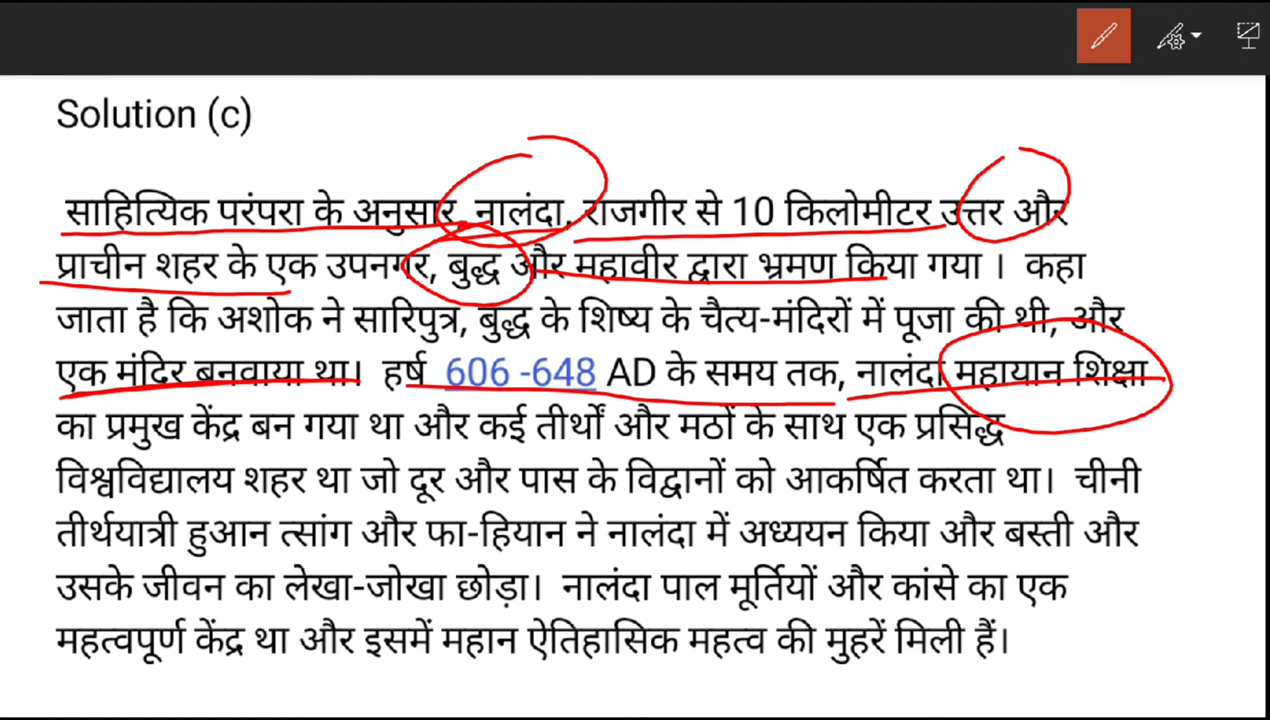 Solution (c)
साहित्यिक परंपरा के अनुसार, नालंदा, राजगीर से 10 किलोमीटर उत्तर और
प्राचीन शहर के एक उपनगर, बुद्ध और महावीर द्वारा भ्रमण किया गया । कहा
जाता है कि अशोक ने सारिपुत्र, बुद्ध के शिष्य के चैत्य-मंदिरों में पूजा की थी, और
एक मंदिर बनवाया था। हर्ष 606 -648 AD के समय तक, नालंदा महायान शिक्षा
का प्रमुख केंद्र बन गया था और कई तीर्थों और मठों के साथ एक प्रसिद्ध
विश्वविद्यालय शहर था जो दूर और पास के विद्वानों को आकर्षित करता था। चीनी
तीर्थयात्री हुआन त्सांग और फा-हियान ने नालंदा में अध्ययन किया और बस्ती और
उसके जीवन का लेखा-जोखा छोड़ा। नालंदा पाल मूर्तियों और कांसे का एक
महत्वपूर्ण केंद्र था और इसमें महान ऐतिहासिक महत्व की मुहरें मिली हैं।